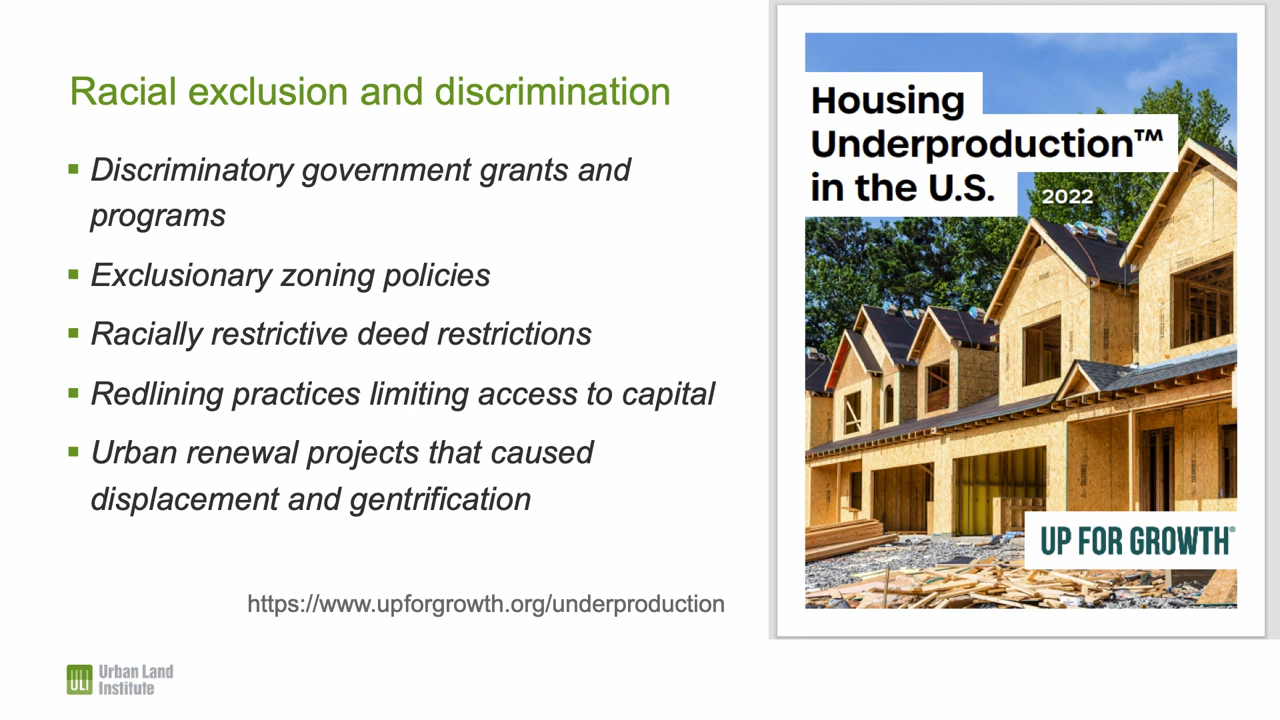 Racial exclusion and discrimination
Discriminatory government grants and
programs
Exclusionary zoning policies
Racially restrictive deed restrictions
Redlining practices limiting access to capital
Urban renewal projects that caused
displacement and gentrification
https://www.upforgrowth.org/underproduction
ULI Urban Land
Institute
Housing
Underproduction™
in the U.S. 2022
UP FOR GROWTH®